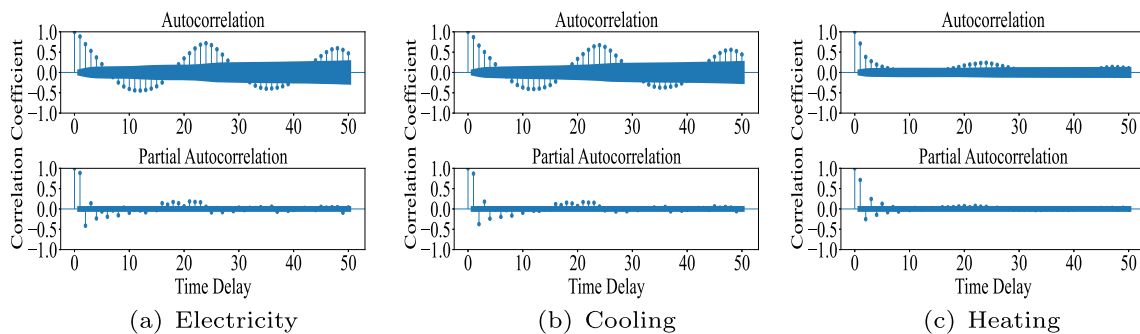 Autocorrelation
Correlation Coefficient
1.0
0.5
0.0
−0.5
−1.0
0 10 20 30 40 50
Partial Autocorrelation
1.0
0.5
0.0
−0.5
−1.0
0 10 20 30 40 50
Time Delay
(a) Electricity
Autocorrelation
Correlation Coefficient
1.0
0.5
0.0
−0.5
−1.0
0 10 20 30 40 50
Partial Autocorrelation
1.0
0.5
0.0
−0.5
−1.0
0 10 20 30 40 50
Time Delay
(b) Cooling
Autocorrelation
Correlation Coefficient
1.0
0.5
0.0
−0.5
−1.0
0 10 20 30 40 50
Partial Autocorrelation
1.0
0.5
0.0
−0.5
−1.0
0 10 20 30 40 50
Time Delay
(c) Heating